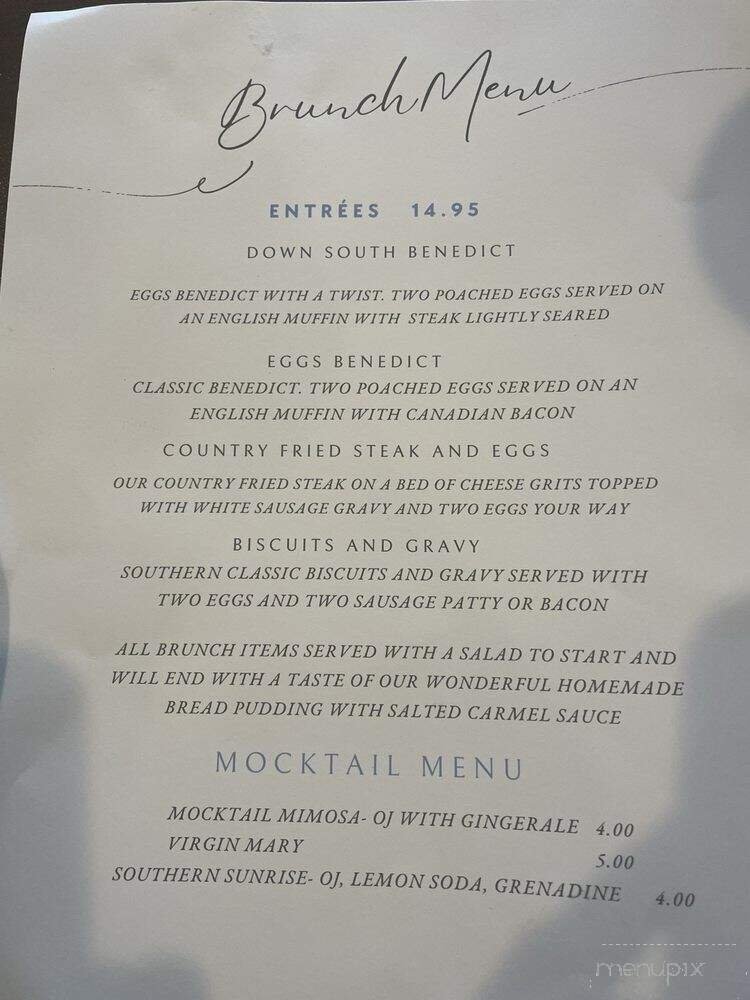 Brunch Menu
ENTRÉES 14.95
DOWN SOUTH BENEDICT
EGGS BENEDICT WITH A TWIST. TWO POACHED EGGS SERVED ON
AN ENGLISH MUFFIN WITH STEAK LIGHTLY SEARED
EGGS BENEDICT
CLASSIC BENEDICT. TWO POACHED EGGS SERVED ON AN
ENGLISH MUFFIN WITH CANADIAN BACON
COUNTRY FRIED STEAK AND EGGS
OUR COUNTRY FRIED STEAK ON A BED OF CHEESE GRITS TOPPED
WITH WHITE SAUSAGE GRAVY AND TWO EGGS YOUR WAY
BISCUITS AND GRAVY
SOUTHERN CLASSIC BISCUITS AND GRAVY SERVED WITH
TWO EGGS AND TWO SAUSAGE PATTY OR BACON
ALL BRUNCH ITEMS SERVED WITH A SALAD TO START AND
WILL END WITH A TASTE OF OUR WONDERFUL HOMEMADE
BREAD PUDDING WITH SALTED CARMEL SAUCE
MOCKTAIL MENU
MOCKTAIL MIMOSA- OJ WITH GINGERALE 4.00
VIRGIN MARY 5.00
SOUTHERN SUNRISE- OJ, LEMON SODA, GRENADINE 4.00
menupix